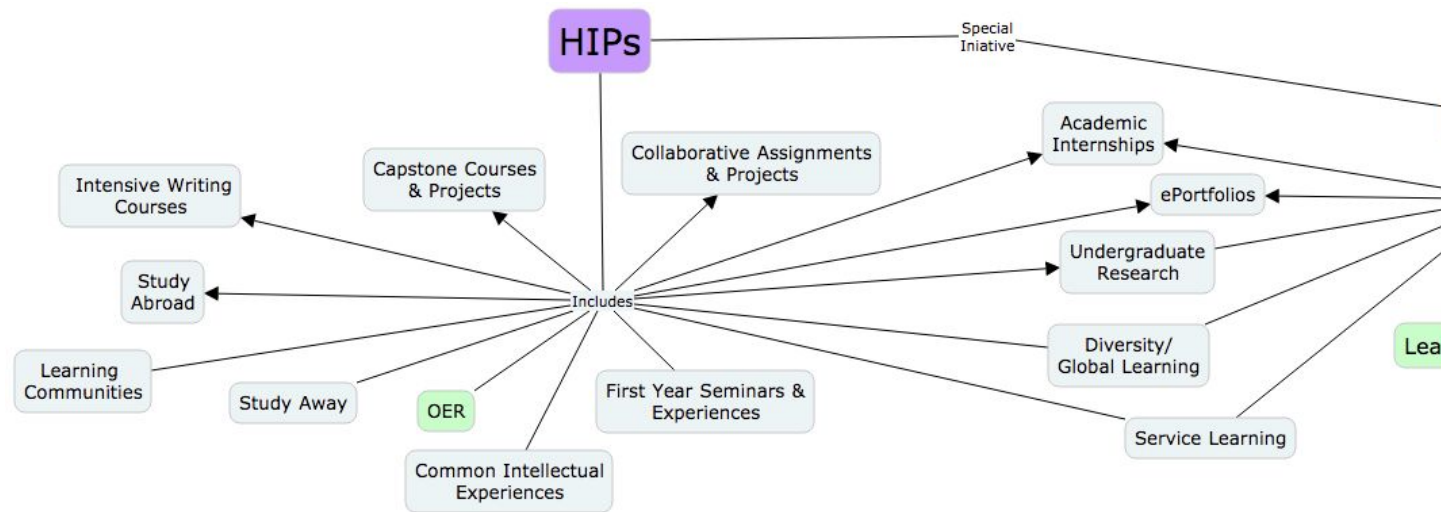 HIPs
Special
Iniative
Academic
Internships
Collaborative Assignments
& Projects
Capstone Courses
& Projects
Intensive Writing
Courses
ePortfolios
Undergraduate
Research
Study
Abroad
Includes
Diversity/
Global Learning
Lea
Learning
Communities
Study Away
OER
First Year Seminars &
Experiences
Service Learning
Common Intellectual
Experiences